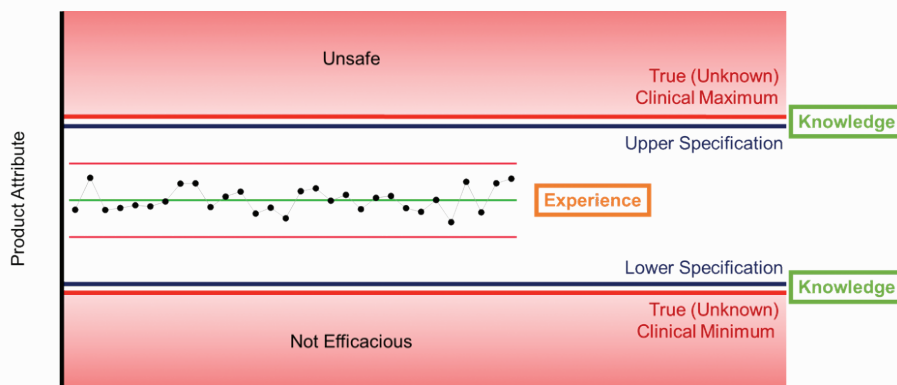 Unsafe
True (Unknown)
Clinical Maximum
Knowledge
Upper Specification
Product Attribute
Experience
Lower Specification
Knowledge
True (Unknown)
Clinical Minimum
Not Efficacious